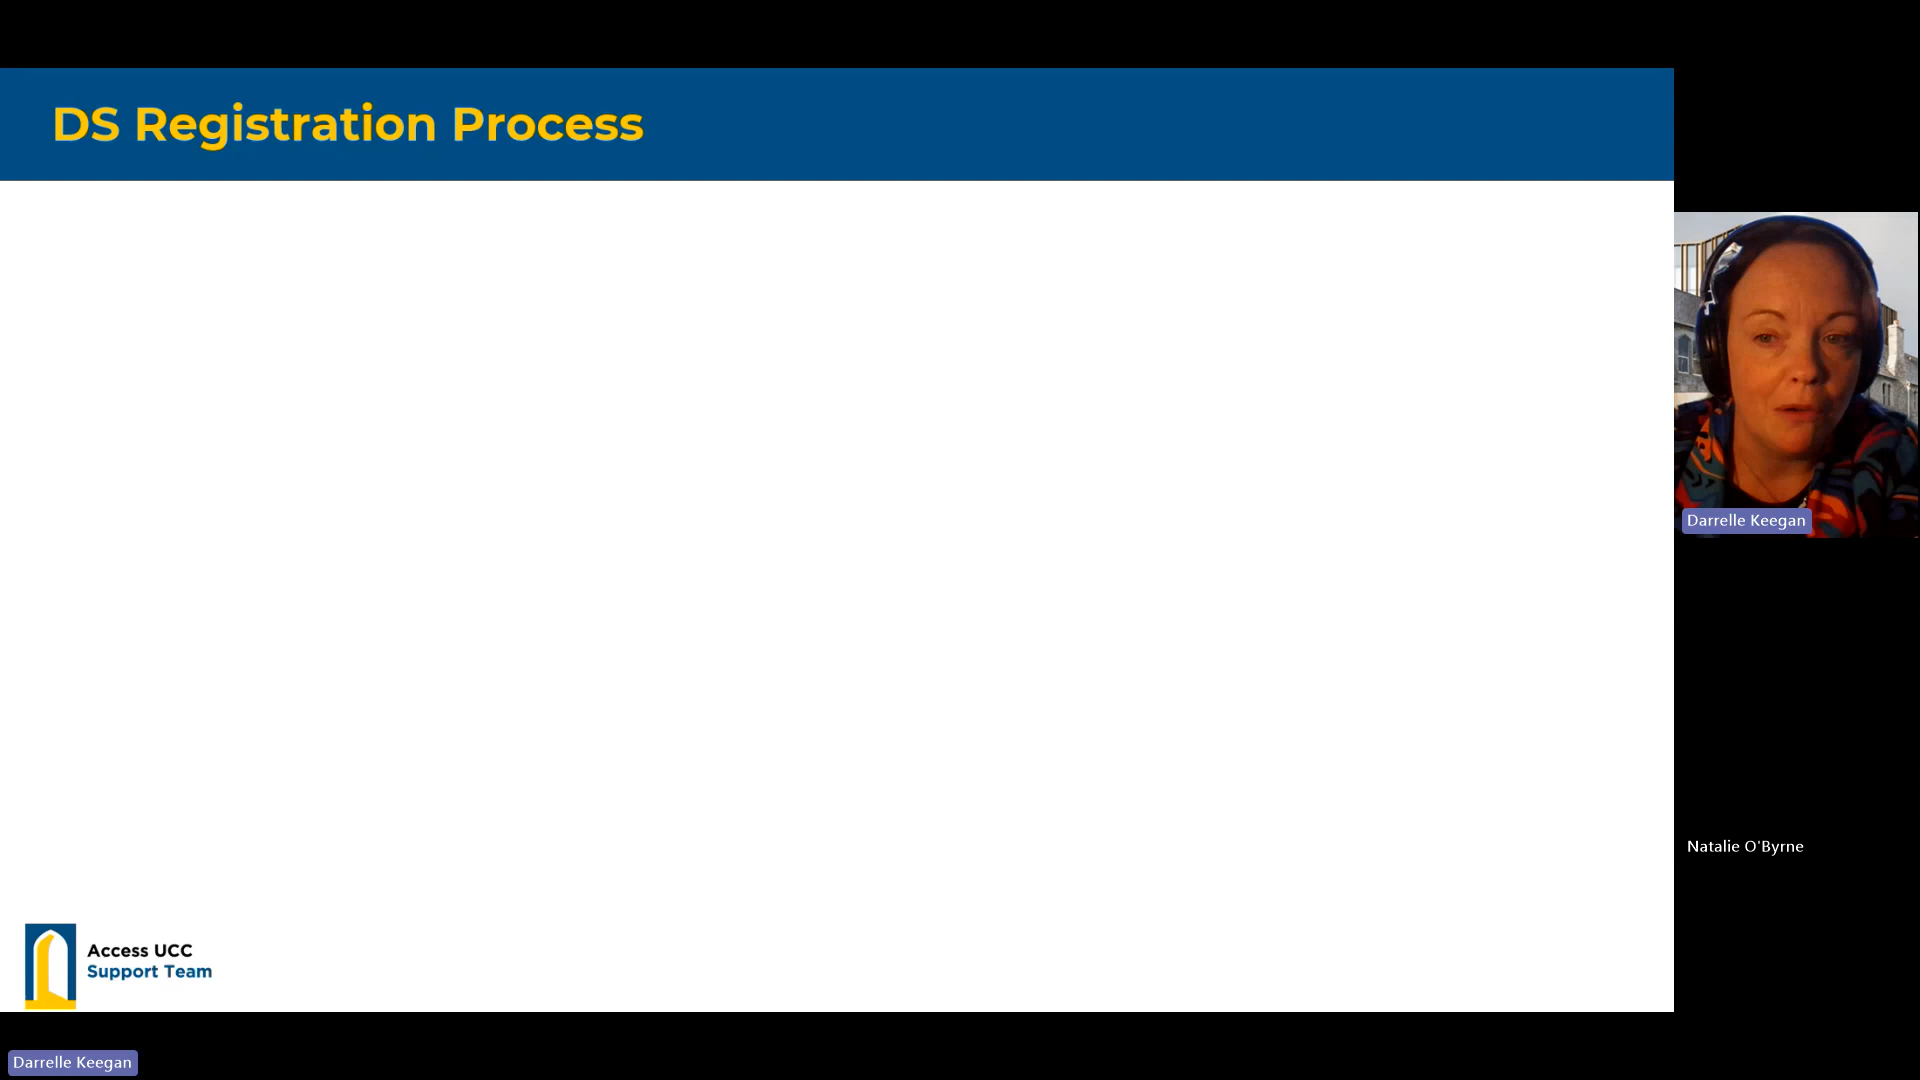 DS Registration Process
Darrelle Keegan
Natalie O'Byrne
Access UCC
Support Team
Darrelle Keegan